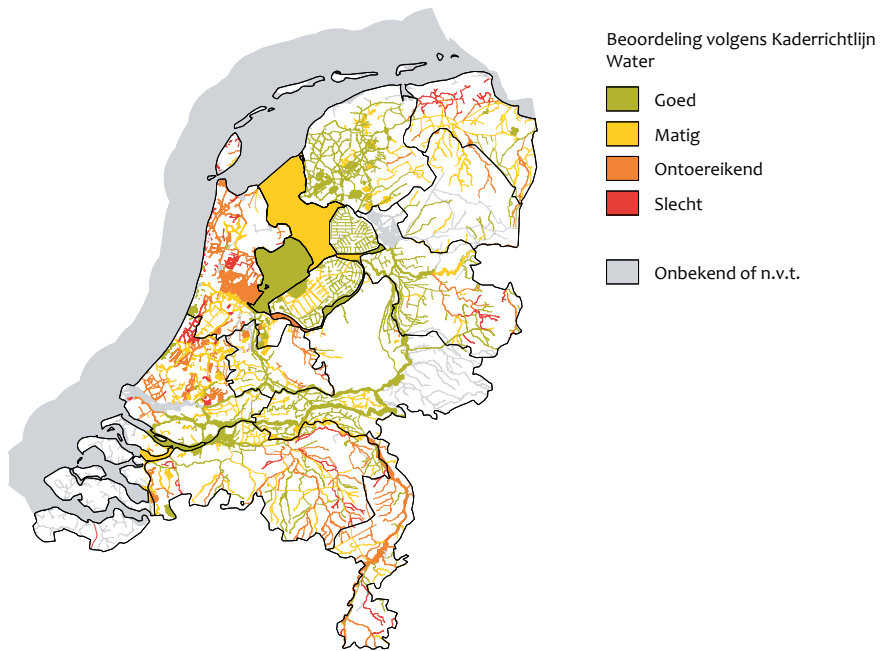 Beoordeling volgens Kaderrichtlijn
Water
Goed
Matig
Ontoereikend
Slecht
Onbekend of n.v.t.